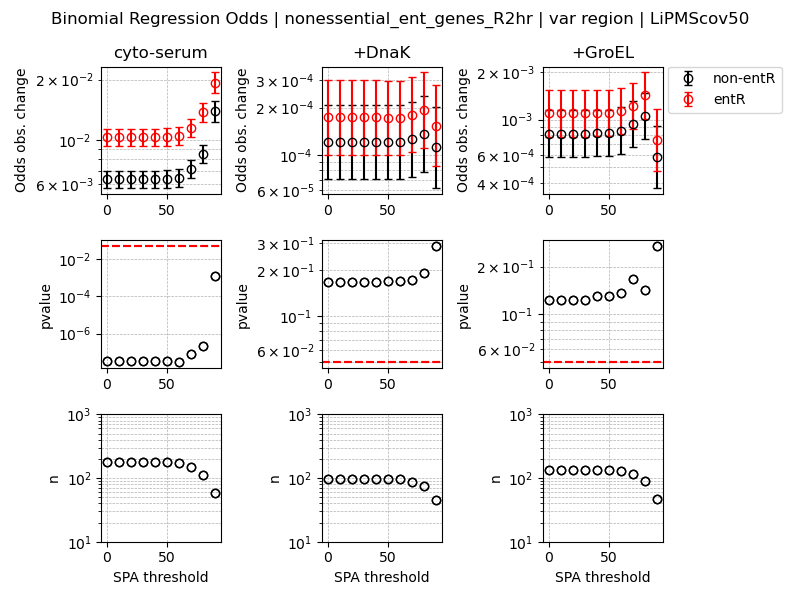 Binomial Regression Odds | nonessential_ent_genes_R2hr | var region | LiPMScov50
cyto-serum
+DnaK
+GroEL
Odds obs. change
2 × 10⁻²
10⁻²
6 × 10⁻³
0
50
Odds obs. change
3 × 10⁻⁴
2 × 10⁻⁴
10⁻⁴
6 × 10⁻⁵
0
50
Odds obs. change
2 × 10⁻³
10⁻³
6 × 10⁻⁴
4 × 10⁻⁴
0
50
non-entR
entR
pvalue
10⁻²
10⁻⁴
10⁻⁶
0
50
pvalue
3 × 10⁻¹
2 × 10⁻¹
10⁻¹
6 × 10⁻²
0
50
pvalue
2 × 10⁻¹
10⁻¹
6 × 10⁻²
0
50
n
10³
10²
10¹
0
50
SPA threshold
n
10³
10²
10¹
0
50
SPA threshold
n
10³
10²
10¹
0
50
SPA threshold